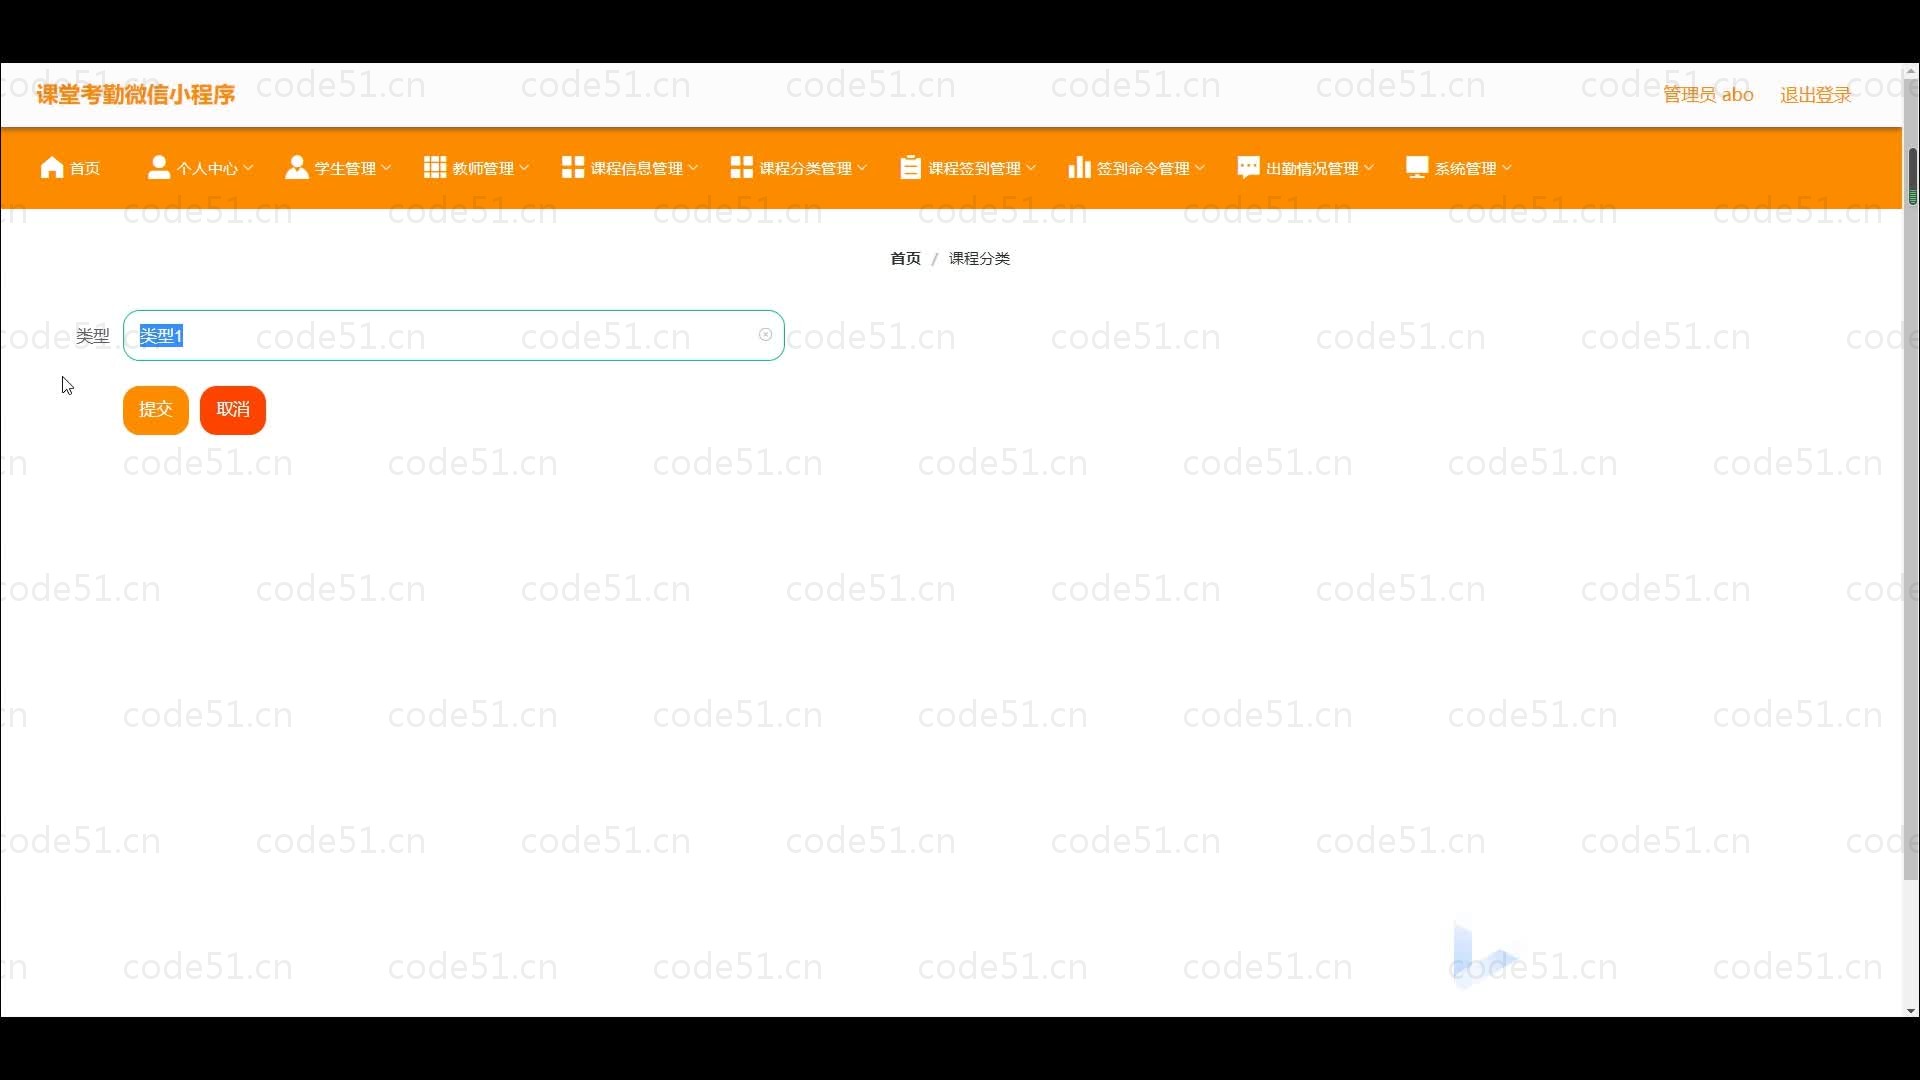 课堂考勤微信小程序
管理员 abo 退出登录
首页 个人中心 学生管理 教师管理 课程信息管理 课程分类管理 课程签到管理 签到命令管理 出勤情况管理 系统管理
首页 / 课程分类
类型 类型1
提交 取消
code51.cn